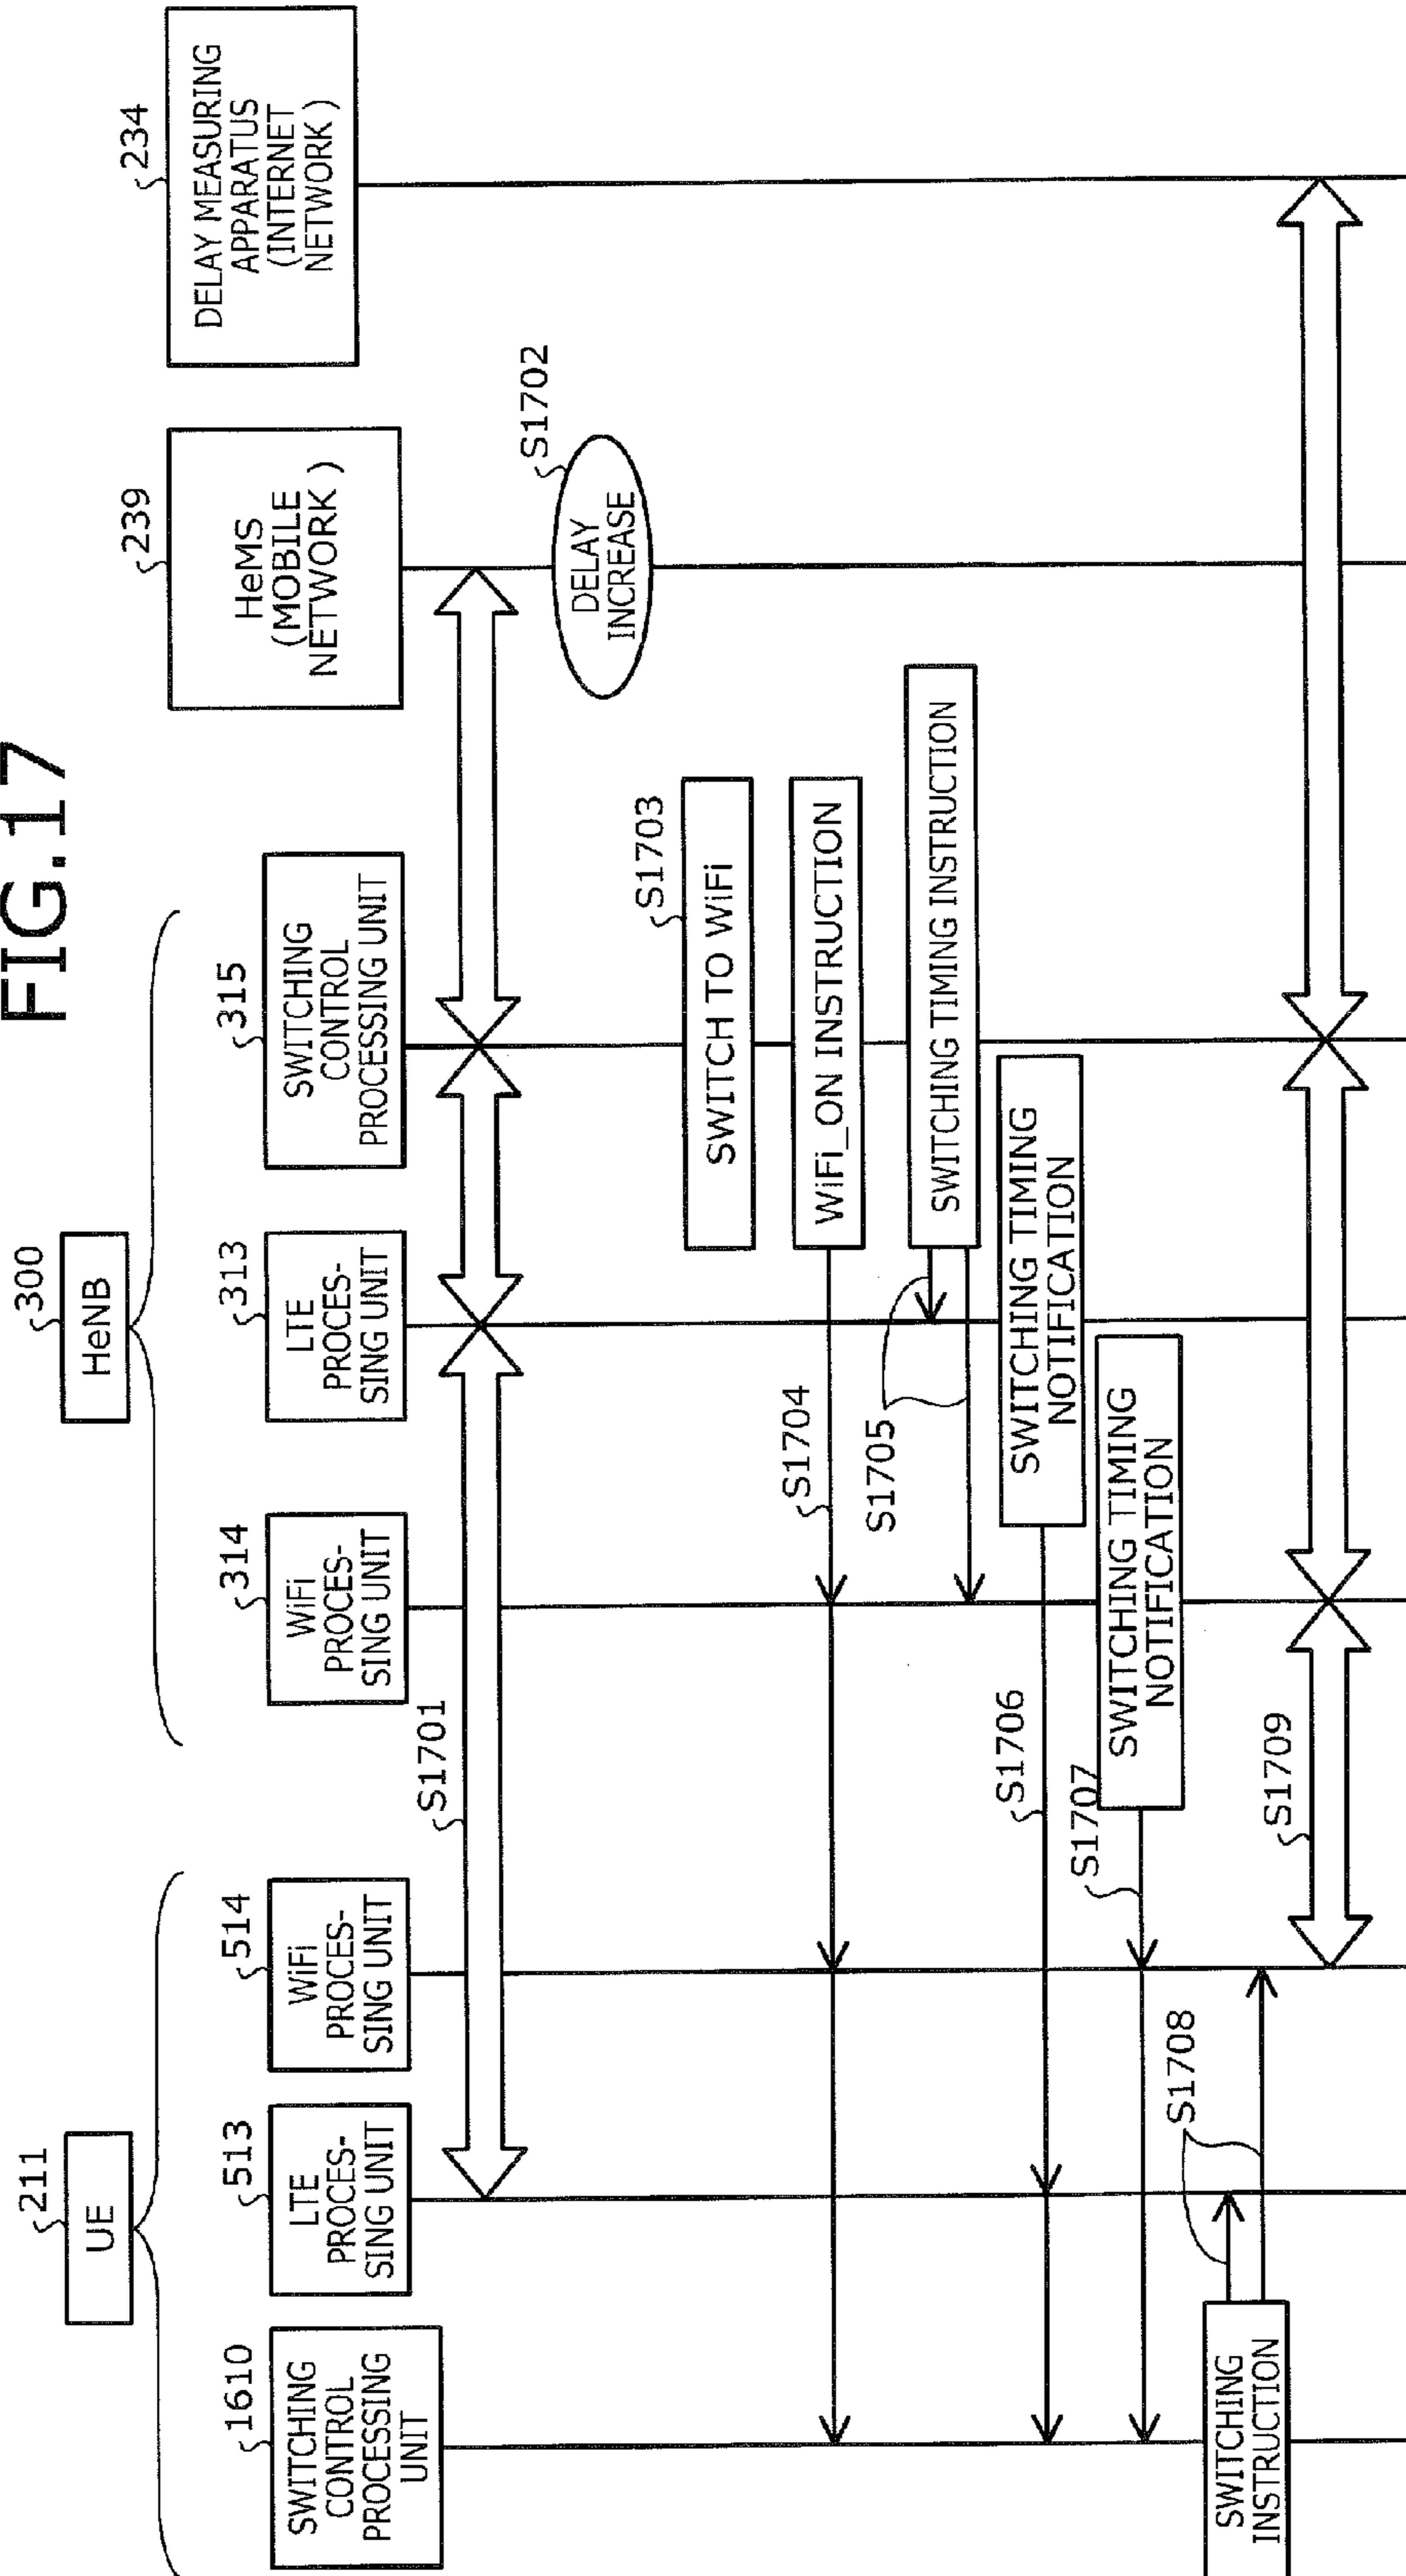 FIG.17
211
UE
300
HeNB
1610
SWITCHING
CONTROL
PROCESSING
UNIT
513
LTE
PROCES-
SING UNIT
514
WiFi
PROCES-
SING UNIT
314
WiFi
PROCES-
SING UNIT
313
LTE
PROCES-
SING UNIT
315
SWITCHING
CONTROL
PROCESSING UNIT
239
HeMS
(MOBILE
NETWORK )
234
DELAY MEASURING
APPARATUS
(INTERNET
NETWORK )
S1701
DELAY
INCREASE
S1702
SWITCH TO WiFi
S1703
S1704
WiFi_ON INSTRUCTION
S1705
SWITCHING TIMING INSTRUCTION
S1706
SWITCHING TIMING
NOTIFICATION
S1707
SWITCHING TIMING
NOTIFICATION
SWITCHING
INSTRUCTION
S1708
S1709